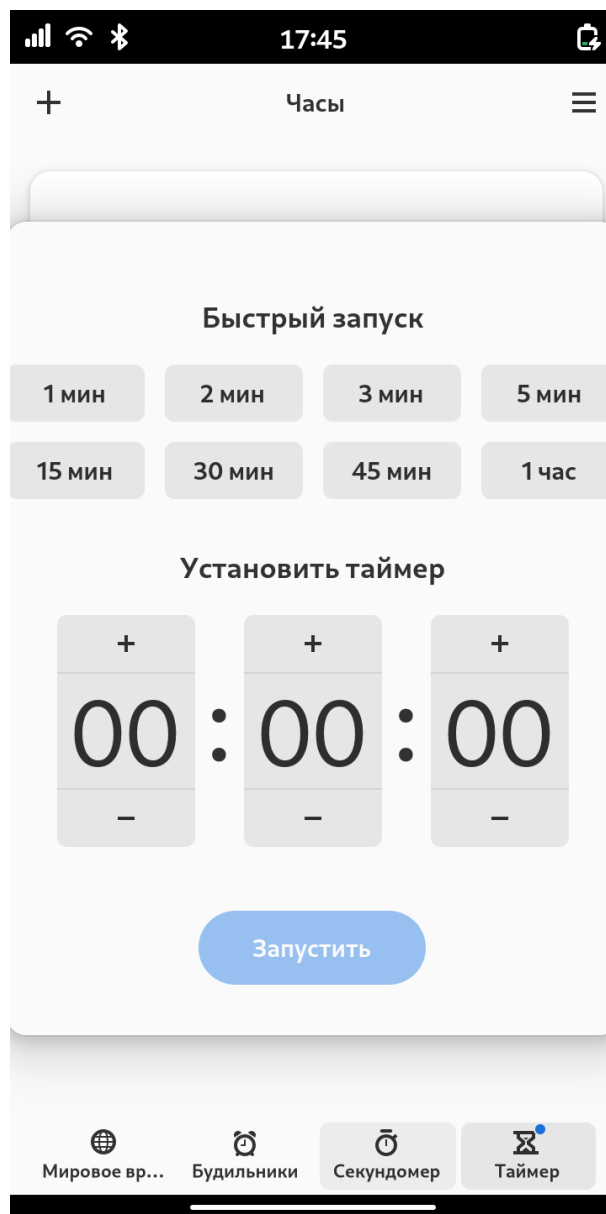 17:45
Часы
Быстрый запуск
1 мин 2 мин 3 мин 5 мин
15 мин 30 мин 45 мин 1 час
Установить таймер
+ + +
00 : 00 : 00
− − −
Запустить
Мировое вр... Будильники Секундомер Таймер